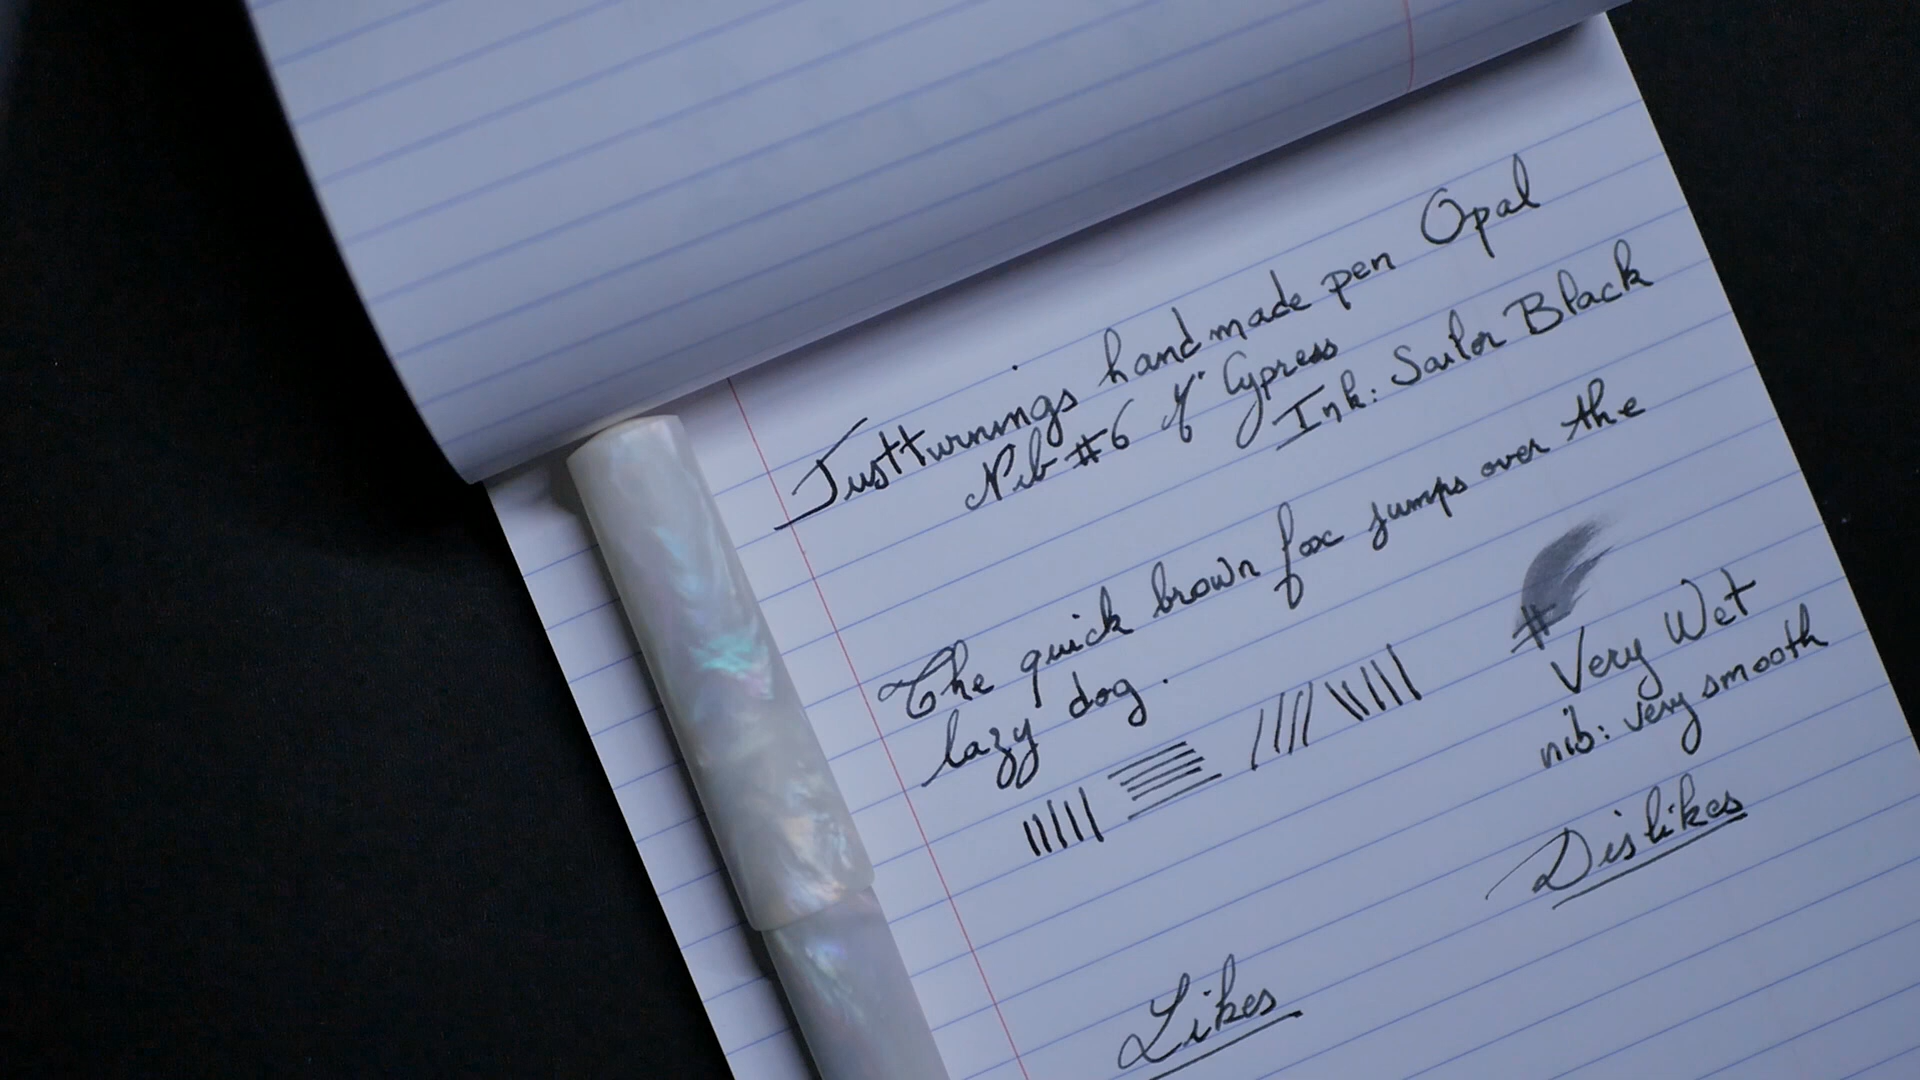 Justturnings handmade pen Opal
Nib #6 "F" Cypress
Ink: Sailor Black
The quick brown fox jumps over the
lazy dog.
Very Wet
nib: very smooth
Likes
Dislikes